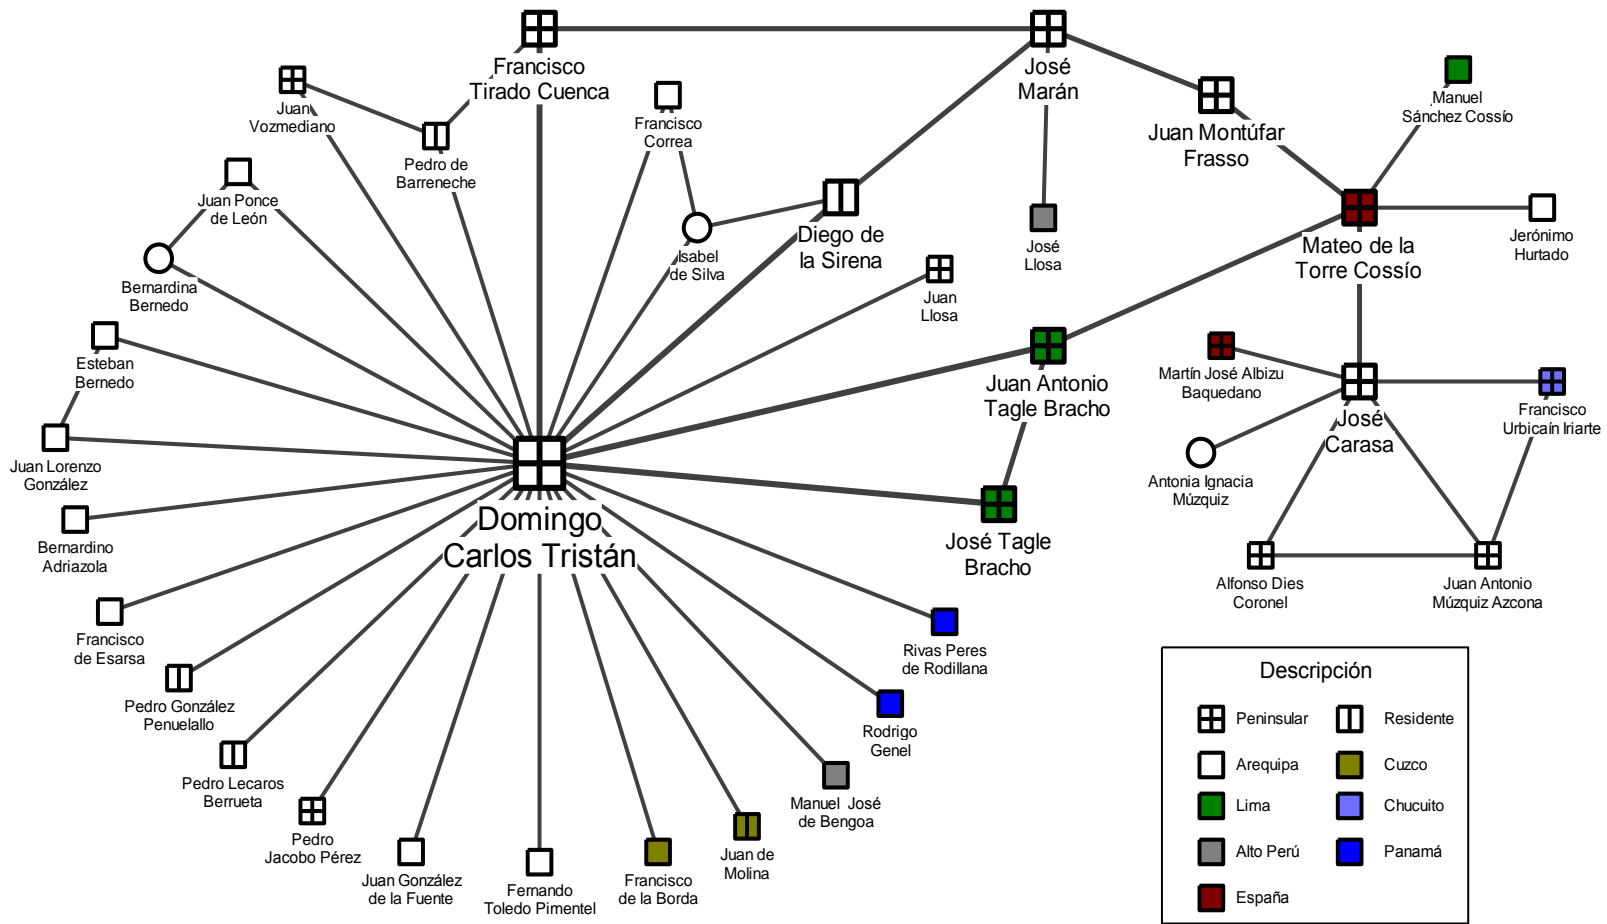 Francisco
Tirado Cuenca
José
Marán
Juan
Vozmediano
Pedro de
Barreneche
Francisco
Correa
Juan Montúfar
Frasso
Manuel
Sánchez Cossío
Juan Ponce
de León
Bernardina
Bernedo
Isabel
de Silva
Diego de
la Sirena
José
Llosa
Mateo de la
Torre Cossío
Jerónimo
Hurtado
Juan
Llosa
Esteban
Bernedo
Juan Antonio
Tagle Bracho
Martín José Albizu
Baquedano
José
Carasa
Francisco
Urbicaín Iriarte
Juan Lorenzo
González
Antonia Ignacia
Múzquiz
Domingo
Carlos Tristán
José Tagle
Bracho
Bernardino
Adriazola
Alfonso Dies
Coronel
Juan Antonio
Múzquiz Azcona
Francisco
de Esarsa
Rivas Peres
de Rodillana
Pedro González
Penuelallo
Rodrigo
Genel
Pedro Lecaros
Berrueta
Manuel José
de Bengoa
Pedro
Jacobo Pérez
Juan González
de la Fuente
Fernando
Toledo Pimentel
Francisco
de la Borda
Juan de
Molina
Descripción
Peninsular
Residente
Arequipa
Cuzco
Lima
Chucuito
Alto Perú
Panamá
España